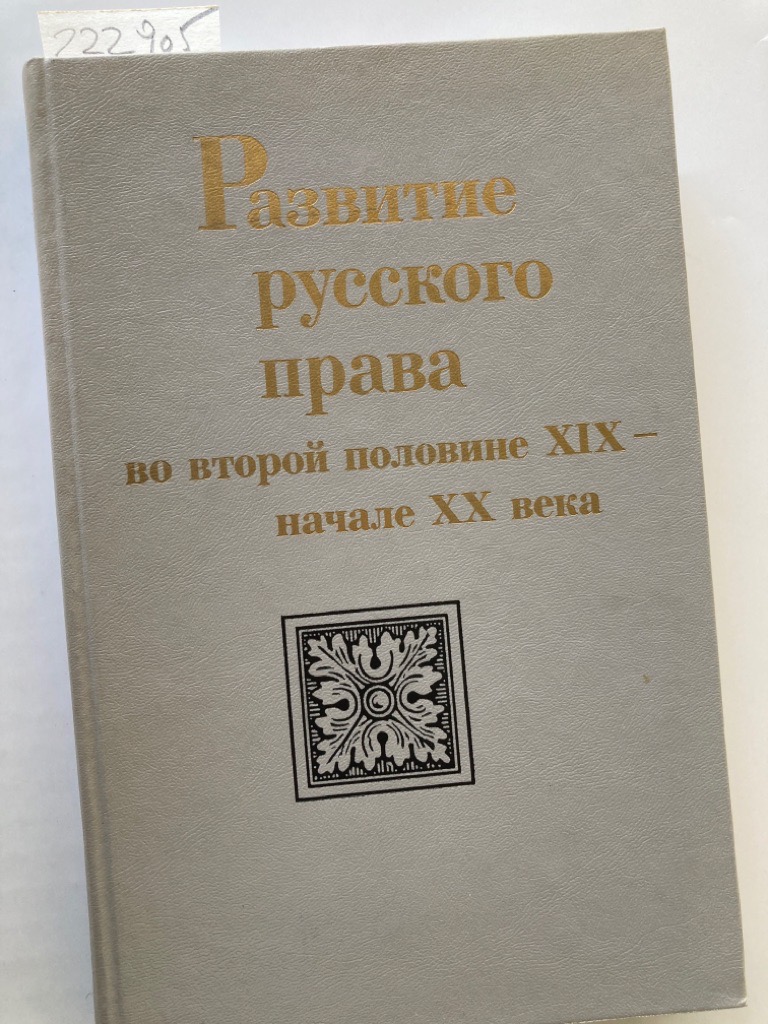 222905
Развитие
русского
права
во второй половине XIX –
начале XX века